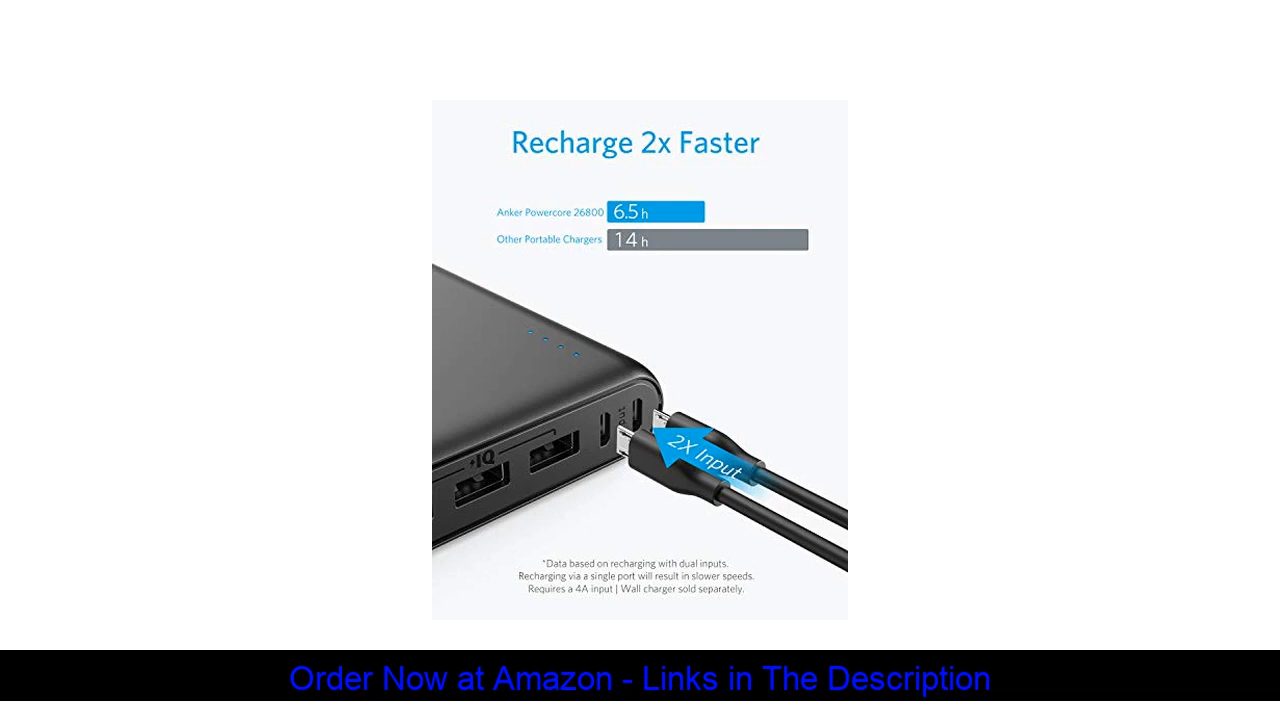 Recharge 2x Faster
Anker Powercore 26800 6.5 h
Other Portable Chargers 14 h
IQ
2X Input
*Data based on recharging with dual inputs.
Recharging via a single port will result in slower speeds.
Requires a 4A input | Wall charger sold separately.
Order Now at Amazon - Links in The Description